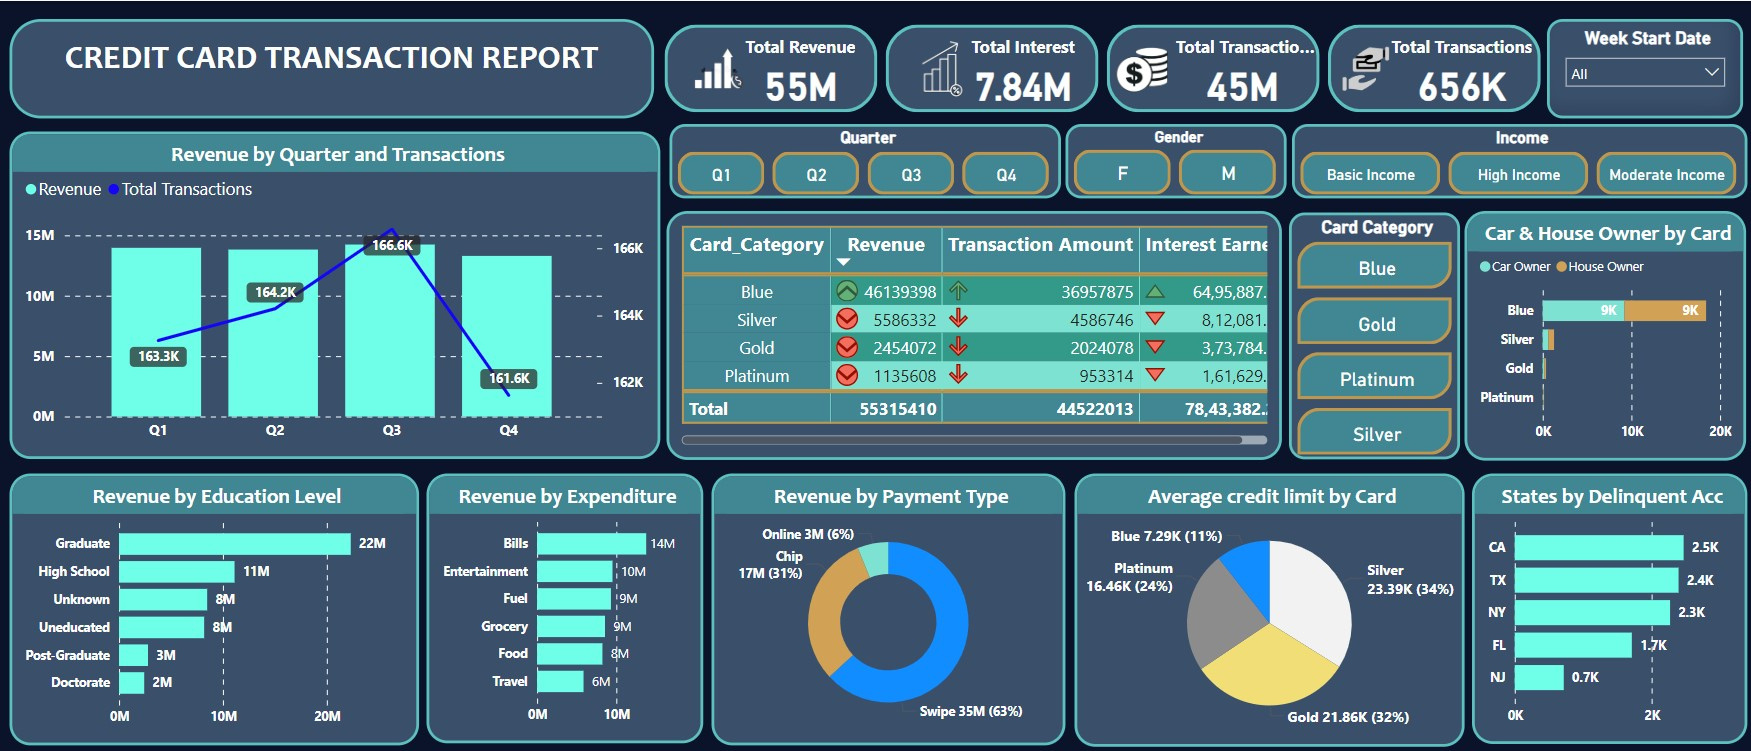 CREDIT CARD TRANSACTION REPORT
Total Revenue
55M
Total Interest
7.84M
Total Transactio...
45M
Total Transactions
656K
Week Start Date
All
Quarter
Q1 Q2 Q3 Q4
Gender
F M
Income
Basic Income High Income Moderate Income
Revenue by Quarter and Transactions
Revenue Total Transactions
15M
10M
5M
0M
166K
164K
162K
163.3K
164.2K
166.6K
161.6K
Q1 Q2 Q3 Q4
Card_Category Revenue Transaction Amount Interest Earne
Blue 46139398 36957875 64,95,887.
Silver 5586332 4586746 8,12,081.
Gold 2454072 2024078 3,73,784.
Platinum 1135608 953314 1,61,629.
Total 55315410 44522013 78,43,382.
Card Category
Blue
Gold
Platinum
Silver
Car & House Owner by Card
Car Owner House Owner
Blue 9K 9K
Silver
Gold
Platinum
0K 10K 20K
Revenue by Education Level
Graduate 22M
High School 11M
Unknown 8M
Uneducated 8M
Post-Graduate 3M
Doctorate 2M
0M 10M 20M
Revenue by Expenditure
Bills 14M
Entertainment 10M
Fuel 9M
Grocery 9M
Food 8M
Travel 6M
0M 10M
Revenue by Payment Type
Online 3M (6%)
Chip
17M (31%)
Swipe 35M (63%)
Average credit limit by Card
Blue 7.29K (11%)
Platinum
16.46K (24%)
Silver
23.39K (34%)
Gold 21.86K (32%)
States by Delinquent Acc
CA 2.5K
TX 2.4K
NY 2.3K
FL 1.7K
NJ 0.7K
0K 2K